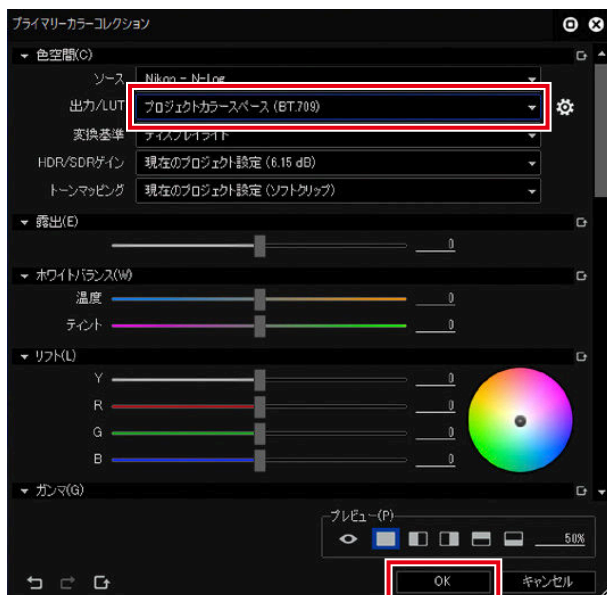 プライマリーカラーコレクション
色空間(C)
ソース Nikon - N-Log
出力/LUT プロジェクトカラースペース (BT.709)
変換基準 ディスプレイライト
HDR/SDRゲイン 現在のプロジェクト設定 (6.15 dB)
トーンマッピング 現在のプロジェクト設定 (ソフトクリップ)
露出(E)
0
ホワイトバランス(W)
温度 0
ティント 0
リフト(L)
Y 0
R 0
G 0
B 0
ガンマ(G)
プレビュー(P)
50%
OK キャンセル